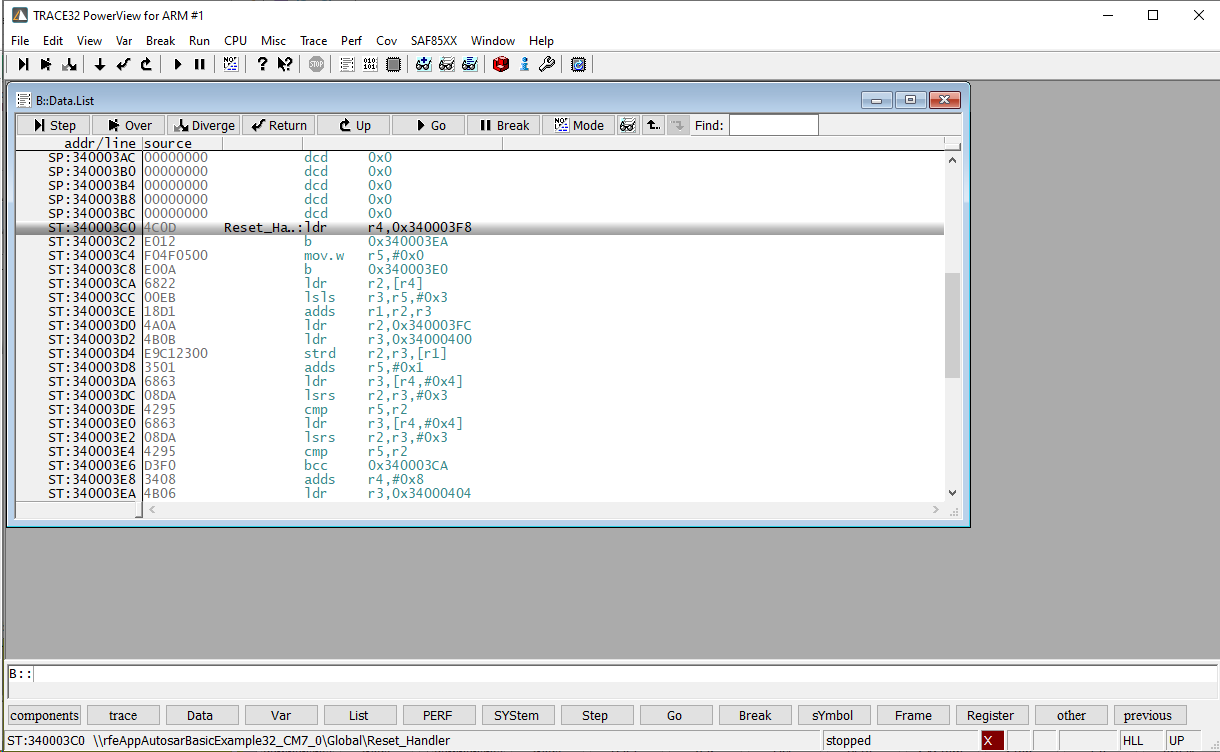 TRACE32 PowerView for ARM #1
File Edit View Var Break Run CPU Misc Trace Perf Cov SAF85XX Window Help
B::Data.List
Step Over Diverge Return Up Go Break Mode Find:
addr/line source
SP:340003AC 00000000 dcd 0x0
SP:340003B0 00000000 dcd 0x0
SP:340003B4 00000000 dcd 0x0
SP:340003B8 00000000 dcd 0x0
SP:340003BC 00000000 dcd 0x0
ST:340003C0 4C0D Reset_Ha..:ldr r4,0x340003F8
ST:340003C2 E012 b 0x340003EA
ST:340003C4 F04F0500 mov.w r5,#0x0
ST:340003C8 E00A b 0x340003E0
ST:340003CA 6822 ldr r2,[r4]
ST:340003CC 00EB lsls r3,r5,#0x3
ST:340003CE 18D1 adds r1,r2,r3
ST:340003D0 4A0A ldr r2,0x340003FC
ST:340003D2 4B0B ldr r3,0x34000400
ST:340003D4 E9C12300 strd r2,r3,[r1]
ST:340003D8 3501 adds r5,#0x1
ST:340003DA 6863 ldr r3,[r4,#0x4]
ST:340003DC 08DA lsrs r2,r3,#0x3
ST:340003DE 4295 cmp r5,r2
ST:340003E0 6863 ldr r3,[r4,#0x4]
ST:340003E2 08DA lsrs r2,r3,#0x3
ST:340003E4 4295 cmp r5,r2
ST:340003E6 D3F0 bcc 0x340003CA
ST:340003E8 3408 adds r4,#0x8
ST:340003EA 4B06 ldr r3,0x34000404
B::
components trace Data Var List PERF SYStem Step Go Break sYmbol Frame Register other previous
ST:340003C0 \\rfeAppAutosarBasicExample32_CM7_0\Global\Reset_Handler stopped X HLL UP